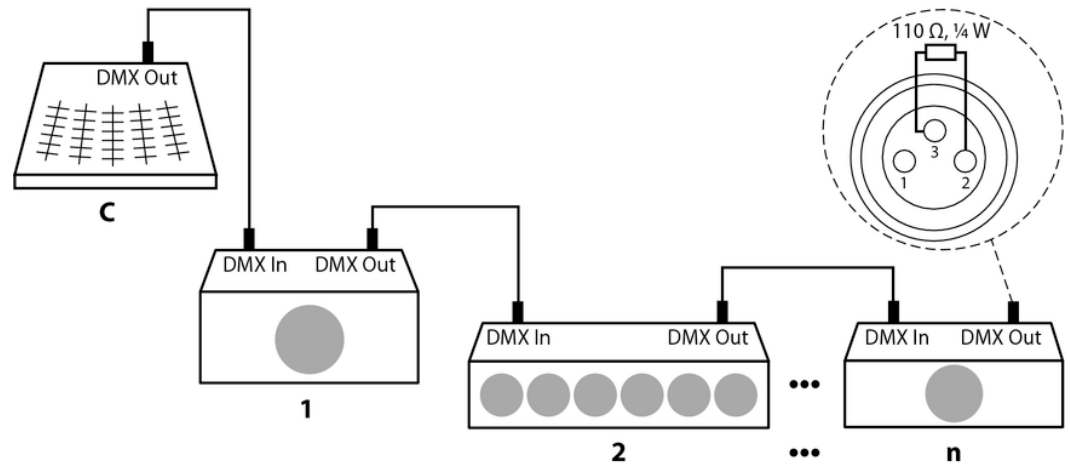 110 Ω, ¼ W
DMX Out
3
1
2
C
DMX In
DMX Out
1
DMX In
DMX Out
DMX In
DMX Out
•••
2
•••
n